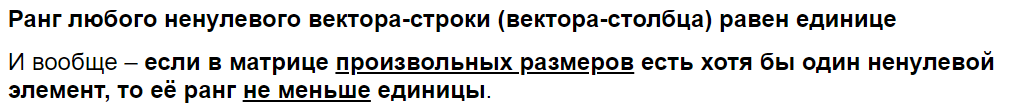 Ранг любого ненулевого вектора-строки (вектора-столбца) равен единице
И вообще – если в матрице произвольных размеров есть хотя бы один ненулевой
элемент, то её ранг не меньше единицы.